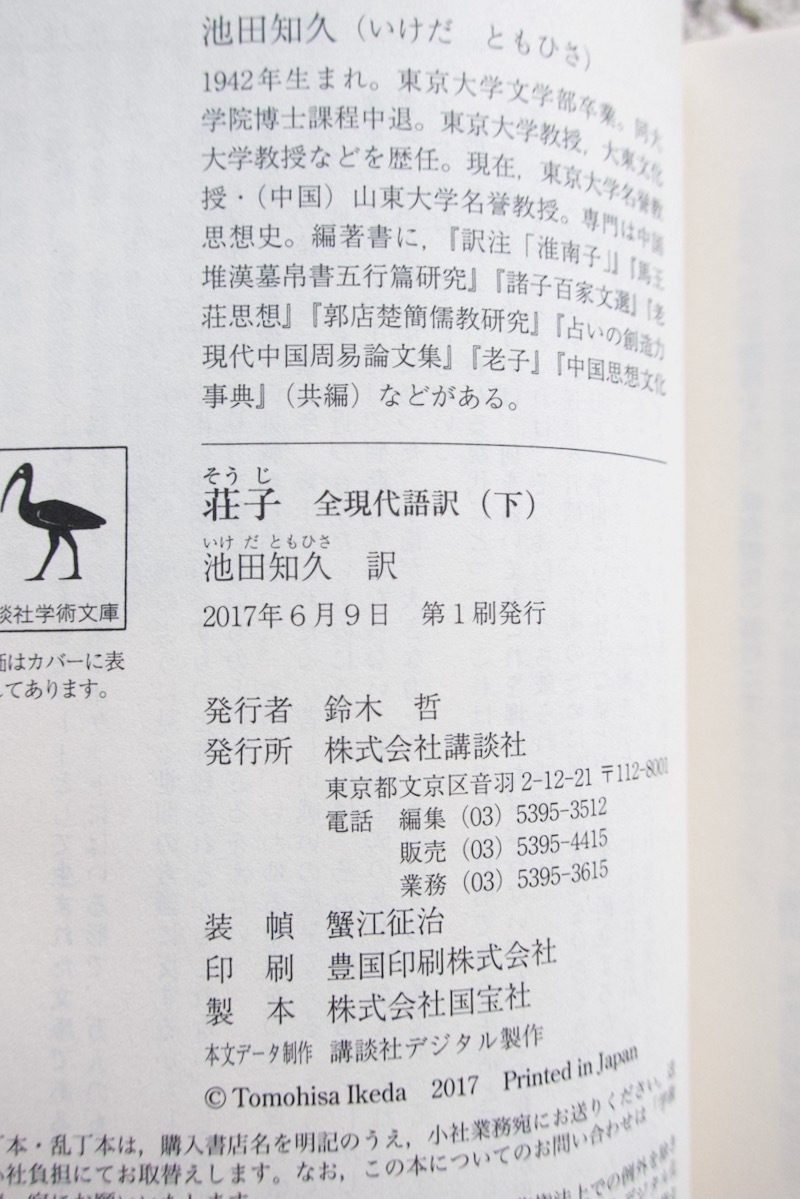 池田知久（いけだ ともひさ）
1942年生まれ。東京大学文学部卒業。同大
学院博士課程中退。東京大学教授，大東文化
大学教授などを歴任。現在，東京大学名誉教
授・（中国）山東大学名誉教授。専門は中国
思想史。編著書に，『訳注「淮南子」』『馬王
堆漢墓帛書五行篇研究』『諸子百家文選』『老
荘思想』『郭店楚簡儒教研究』『占いの創造力
現代中国周易論文集』『老子』『中国思想文化
事典』（共編）などがある。
そうじ
荘子 全現代語訳（下）
いけだともひさ
池田知久 訳
2017年6月9日 第1刷発行
談社学術文庫
価はカバーに表
してあります。
発行者 鈴木 哲
発行所 株式会社講談社
東京都文京区音羽 2-12-21 〒112-8001
電話 編集（03）5395-3512
販売（03）5395-4415
業務（03）5395-3615
装 幀 蟹江征治
印 刷 豊国印刷株式会社
製 本 株式会社国宝社
本文データ制作 講談社デジタル製作
© Tomohisa Ikeda 2017 Printed in Japan
丁本・乱丁本は，購入書店名を明記のうえ，小社業務宛にお送りください。
小社負担にてお取替えします。なお，この本についてのお問い合わせは「学術